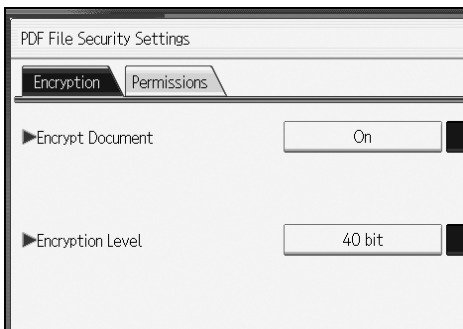 PDF File Security Settings
Encryption Permissions
▶Encrypt Document On
▶Encryption Level 40 bit